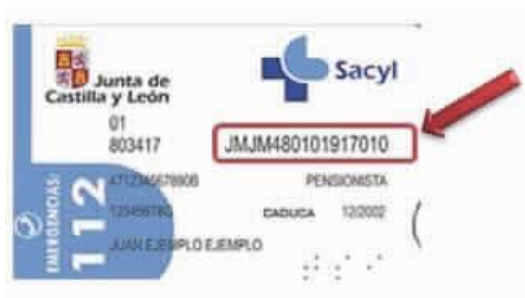 Junta de
Castilla y León
Sacyl
01
803417
JMJM480101917010
PENSIONISTA
CADUCA 12/2002
JUAN EJEMPLO EJEMPLO
EMERGENCIAS:
112